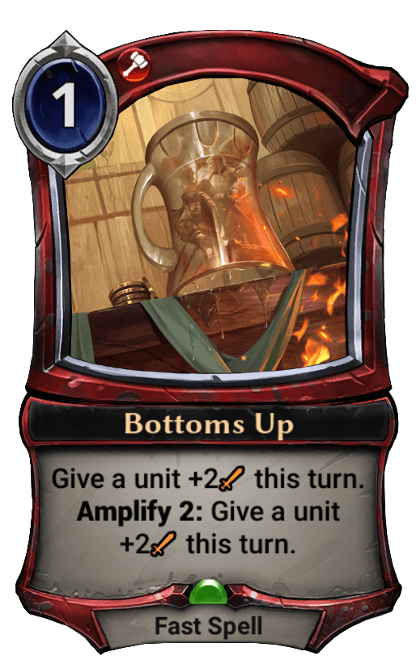 1
Bottoms Up
Give a unit +2 this turn.
Amplify 2: Give a unit
+2 this turn.
Fast Spell